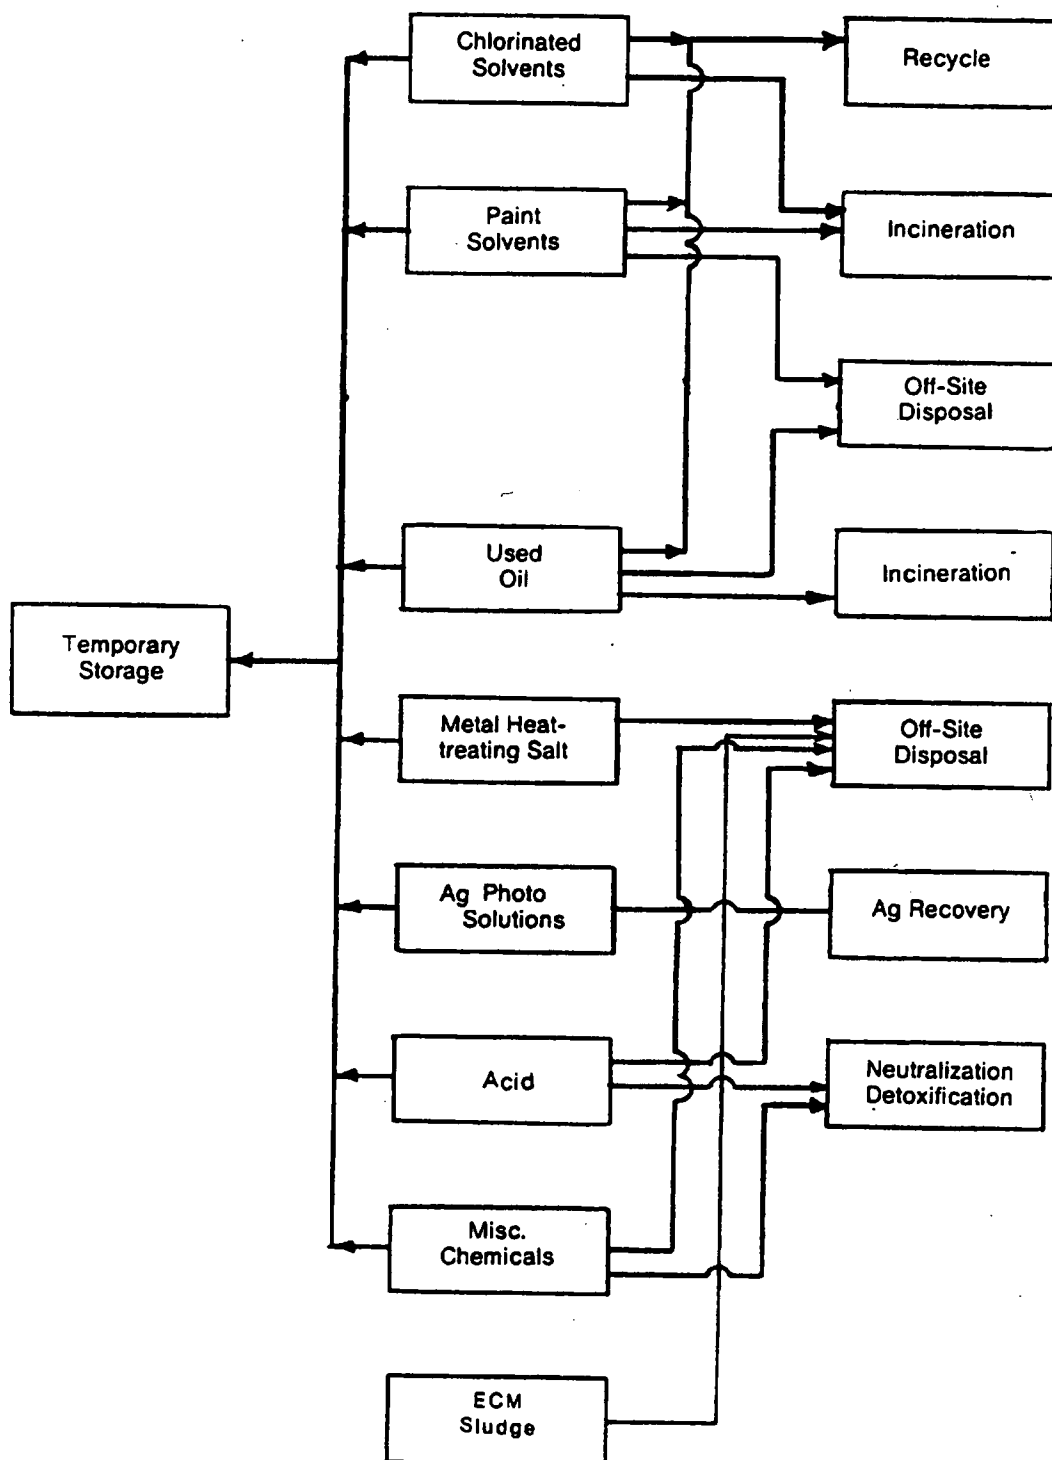 Chlorinated
Solvents
Recycle
Paint
Solvents
Incineration
Off-Site
Disposal
Used
Oil
Incineration
Temporary
Storage
Metal Heat-
treating Salt
Off-Site
Disposal
Ag Photo
Solutions
Ag Recovery
Acid
Neutralization
Detoxification
Misc.
Chemicals
ECM
Sludge